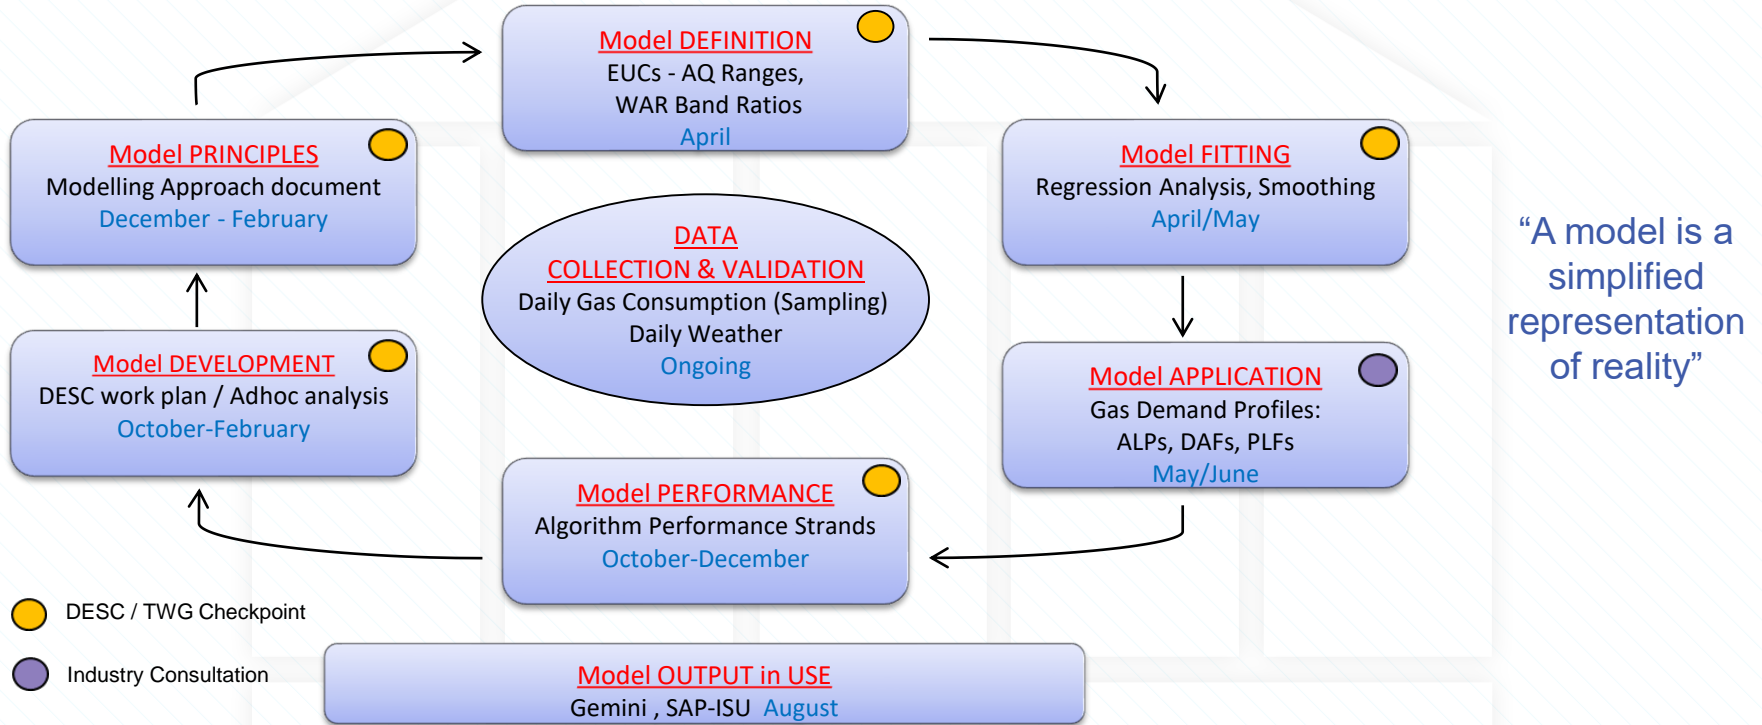 Model DEFINITION
EUCs - AQ Ranges,
WAR Band Ratios
April
Model PRINCIPLES
Modelling Approach document
December - February
Model FITTING
Regression Analysis, Smoothing
April/May
DATA
COLLECTION & VALIDATION
Daily Gas Consumption (Sampling)
Daily Weather
Ongoing
“A model is a
simplified
representation
of reality”
Model DEVELOPMENT
DESC work plan / Adhoc analysis
October-February
Model APPLICATION
Gas Demand Profiles:
ALPs, DAFs, PLFs
May/June
Model PERFORMANCE
Algorithm Performance Strands
October-December
DESC / TWG Checkpoint
Industry Consultation
Model OUTPUT in USE
Gemini , SAP-ISU August